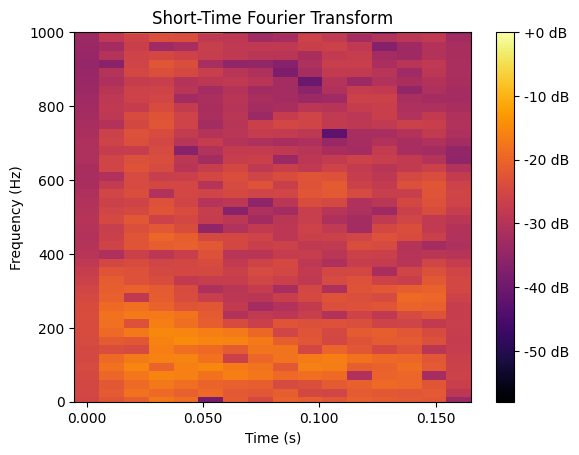 Short-Time Fourier Transform
Frequency (Hz)
1000
800
600
400
200
0
0.000
0.050
0.100
0.150
Time (s)
+0 dB
-10 dB
-20 dB
-30 dB
-40 dB
-50 dB